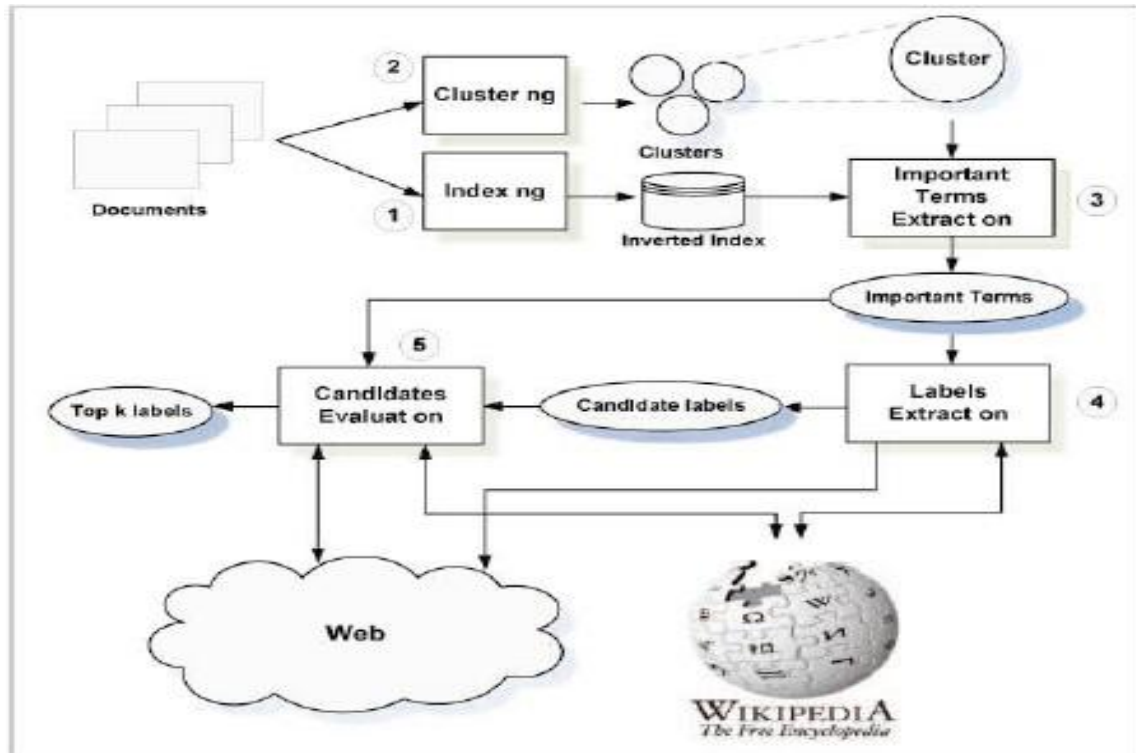 2
Cluster ng
Cluster
Clusters
Documents
1
Index ng
Inverted Index
Important
Terms
Extract on
3
Important Terms
5
Candidates
Evaluat on
Top k labels
Candidate labels
Labels
Extract on
4
Web
Ω
W
И
WIKIPEDIA
The Free Encyclopedia